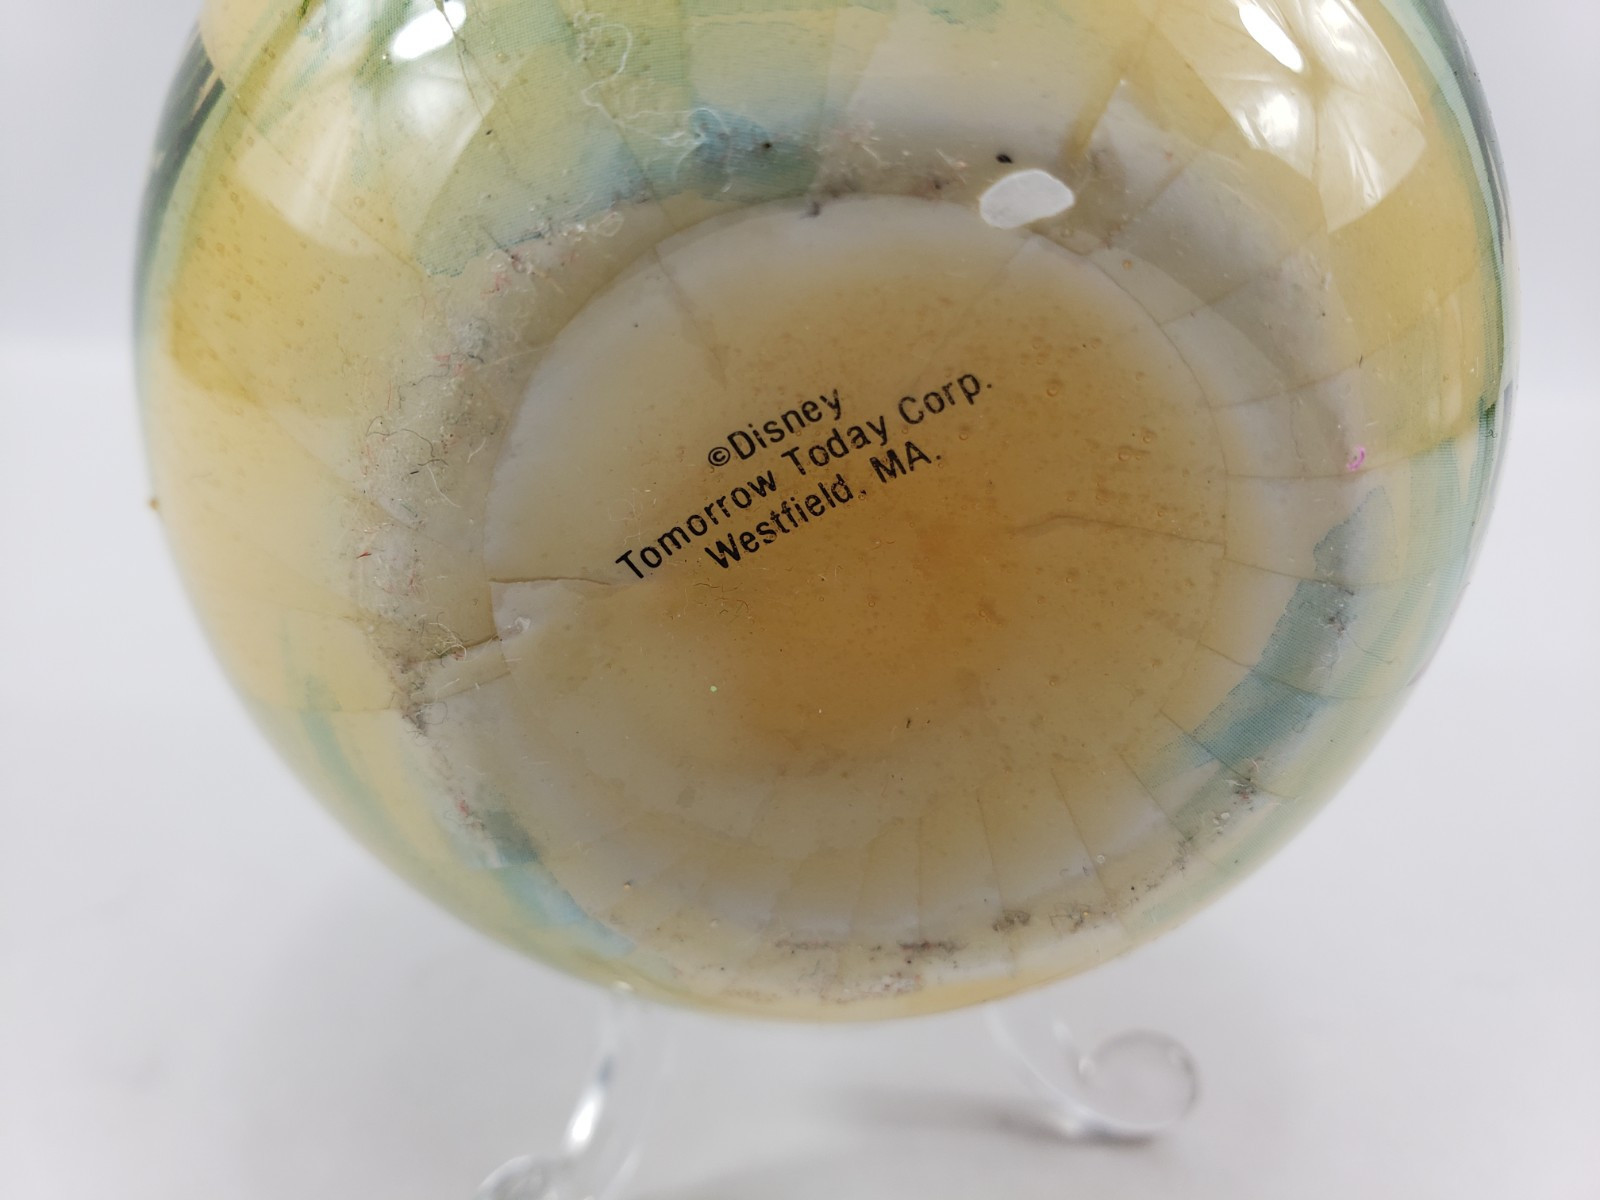 ©Disney
Tomorrow Today Corp.
Westfield, MA.